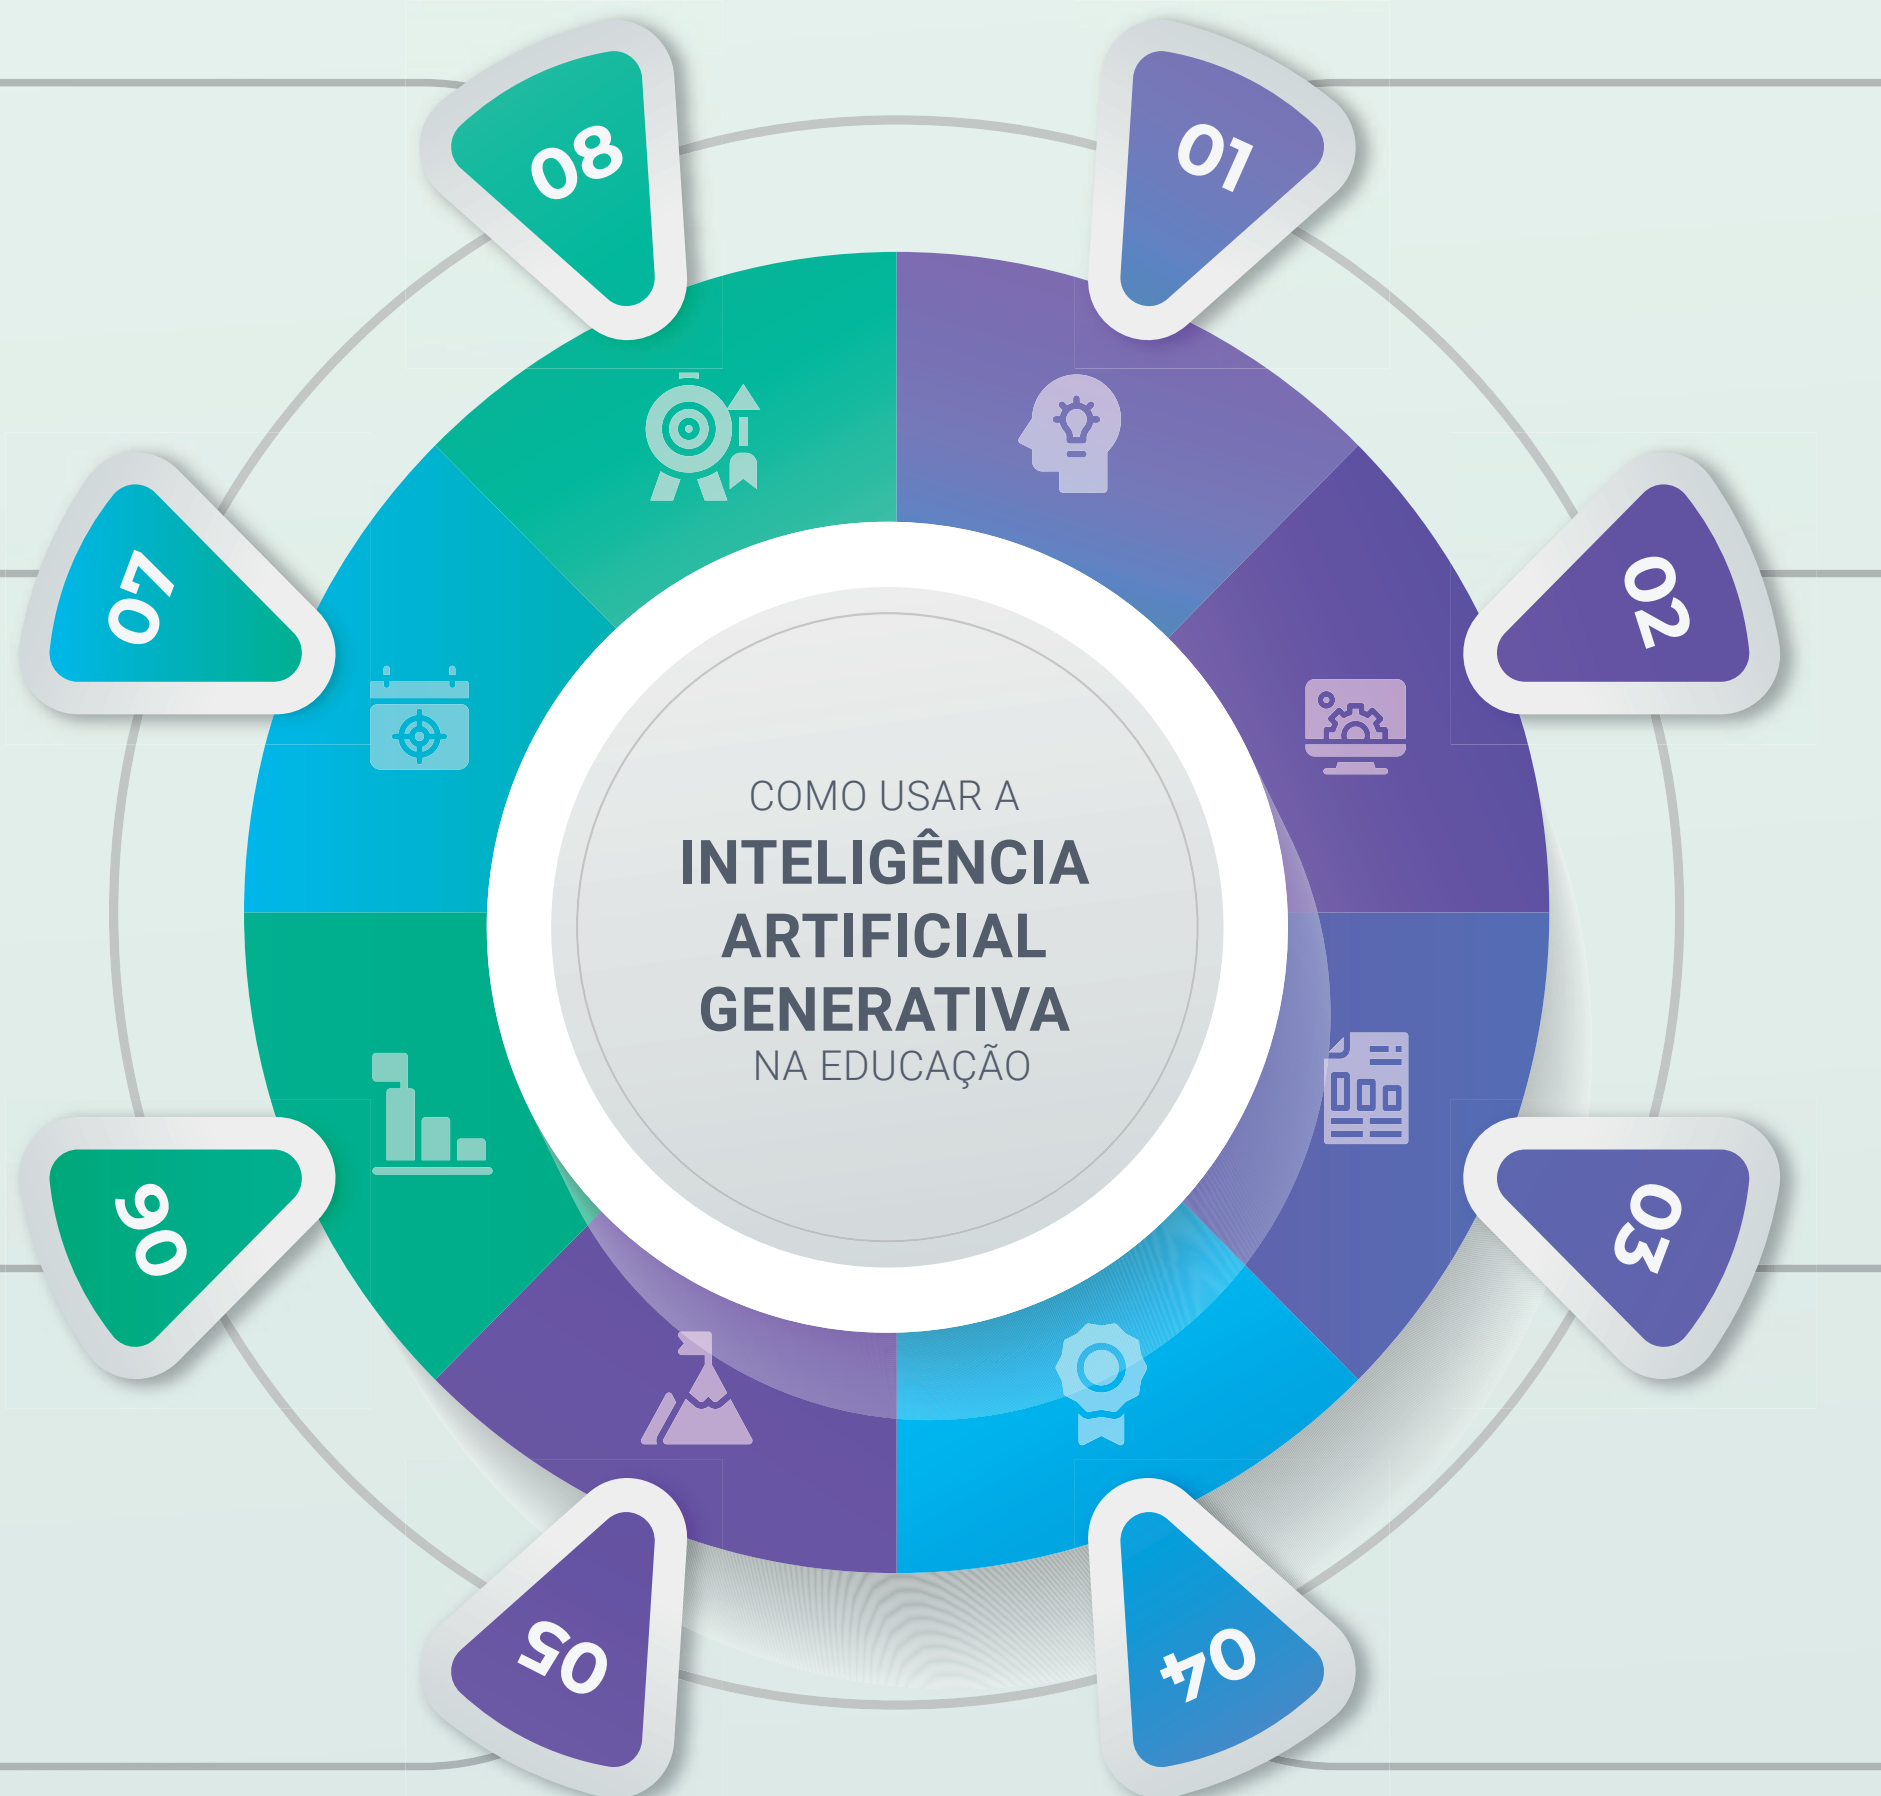 08
01
07
02
COMO USAR A
INTELIGÊNCIA
ARTIFICIAL
GENERATIVA
NA EDUCAÇÃO
06
03
05
04